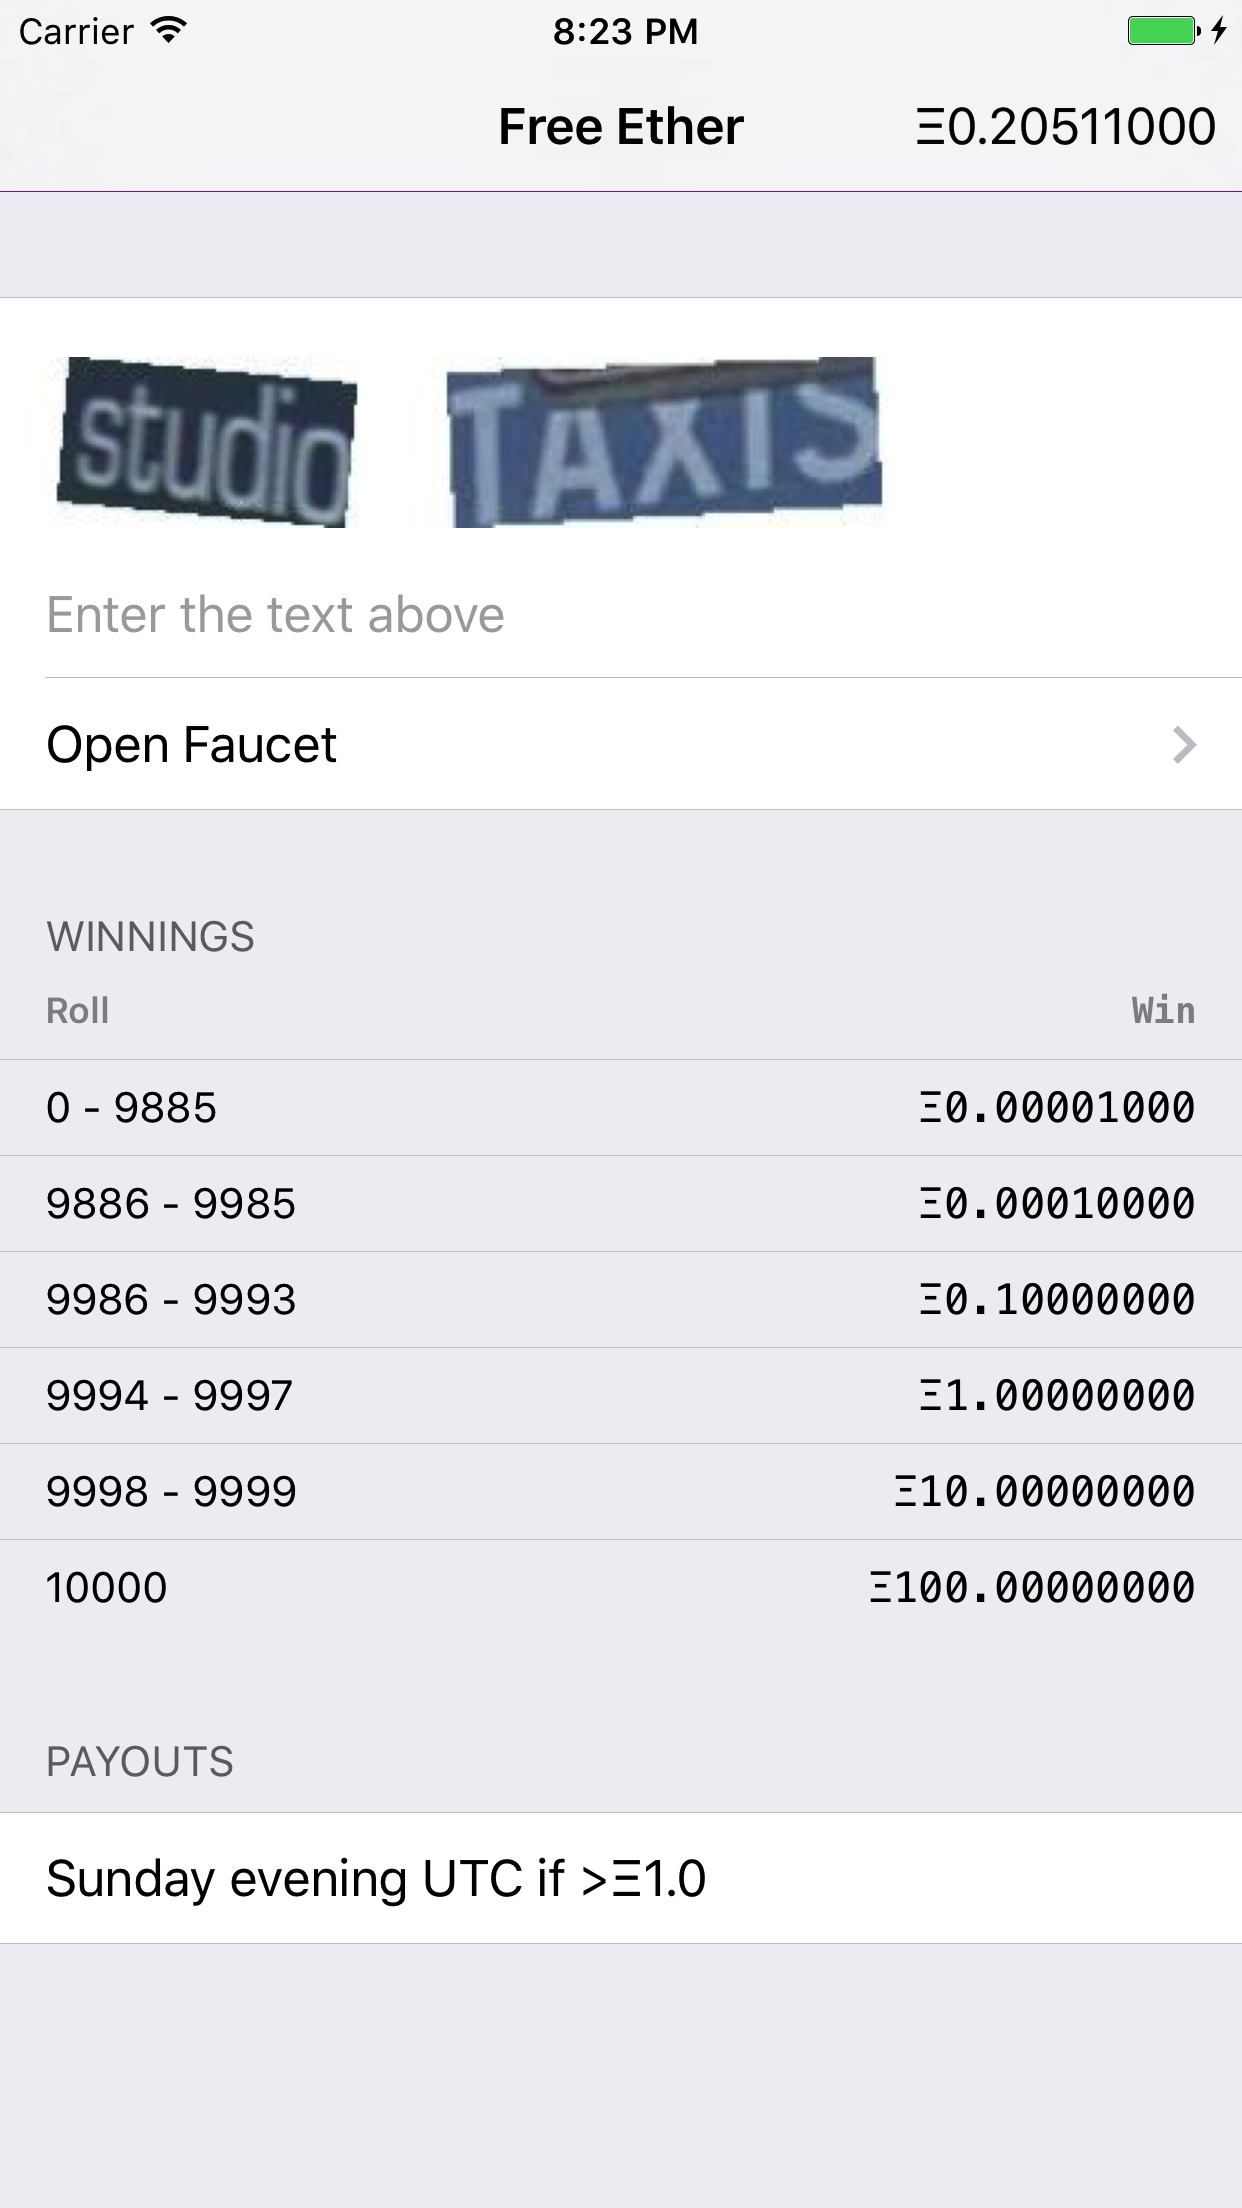 Carrier 8:23 PM
Free Ether Ξ0.20511000
studio TAXIS
Enter the text above
Open Faucet
WINNINGS
Roll Win
0 - 9885 Ξ0.00001000
9886 - 9985 Ξ0.00010000
9986 - 9993 Ξ0.10000000
9994 - 9997 Ξ1.00000000
9998 - 9999 Ξ10.00000000
10000 Ξ100.00000000
PAYOUTS
Sunday evening UTC if >Ξ1.0